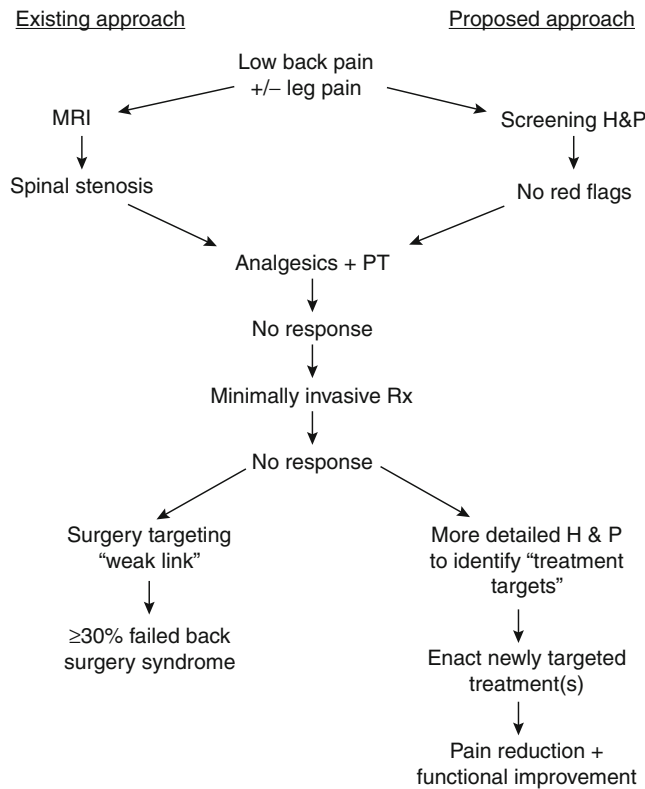 Existing approach
Proposed approach
Low back pain
+/– leg pain
MRI
Screening H&P
Spinal stenosis
No red flags
Analgesics + PT
No response
Minimally invasive Rx
No response
Surgery targeting
“weak link”
More detailed H & P
to identify “treatment
targets”
≥30% failed back
surgery syndrome
Enact newly targeted
treatment(s)
Pain reduction +
functional improvement